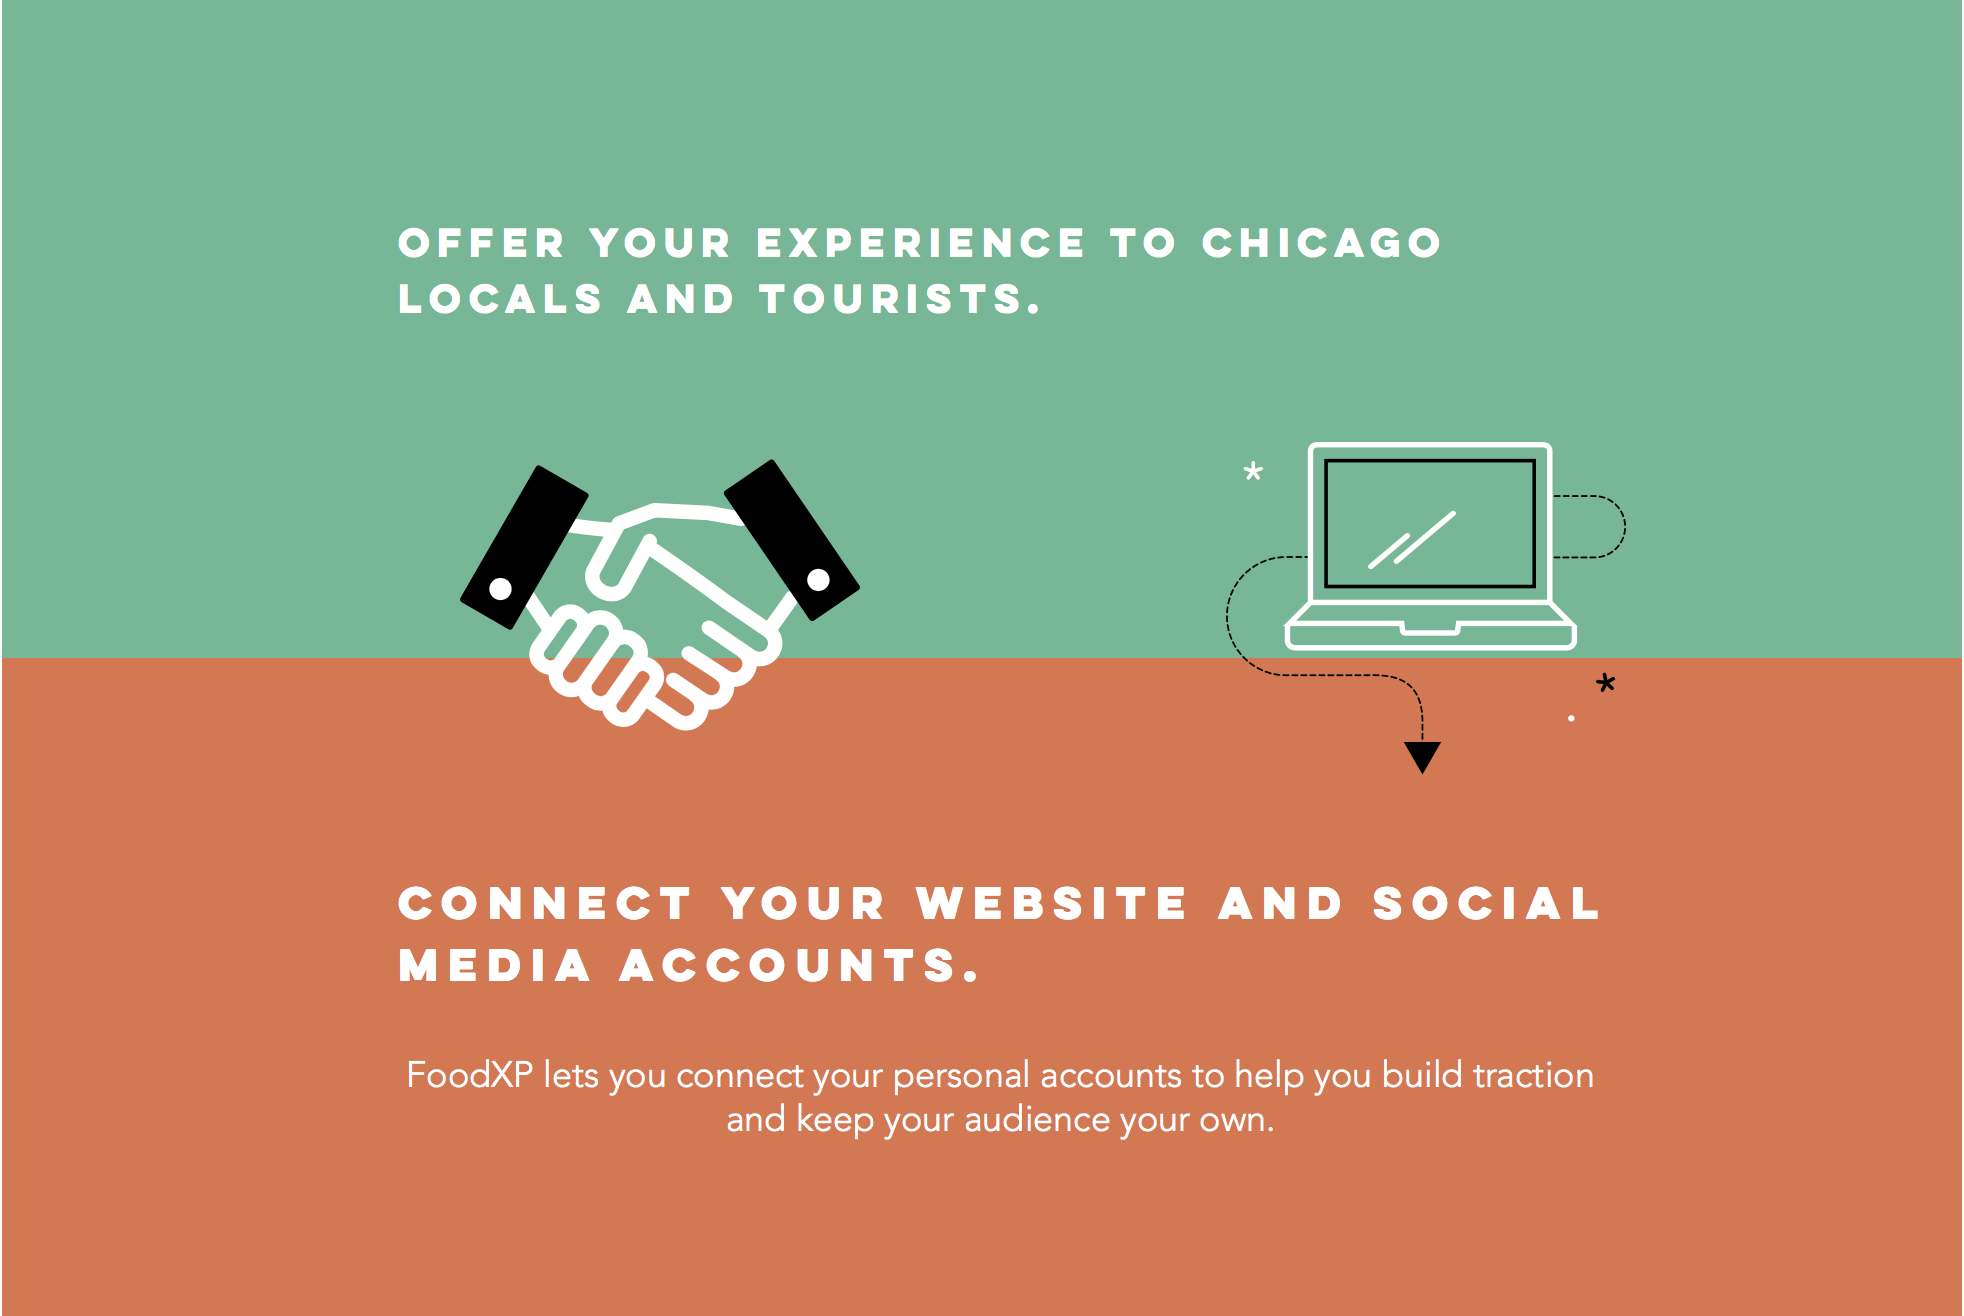 OFFER YOUR EXPERIENCE TO CHICAGO
LOCALS AND TOURISTS.
CONNECT YOUR WEBSITE AND SOCIAL
MEDIA ACCOUNTS.
FoodXP lets you connect your personal accounts to help you build traction
and keep your audience your own.